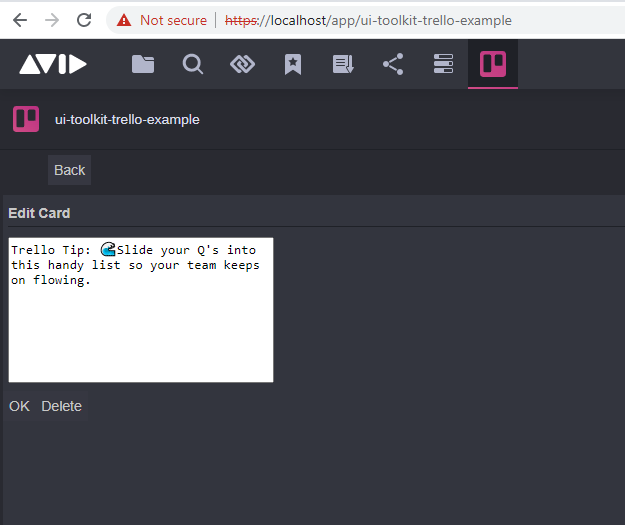 Not secure | https://localhost/app/ui-toolkit-trello-example
AVID
ui-toolkit-trello-example
Back
Edit Card
Trello Tip: 🌊Slide your Q's into
this handy list so your team keeps
on flowing.
OK Delete